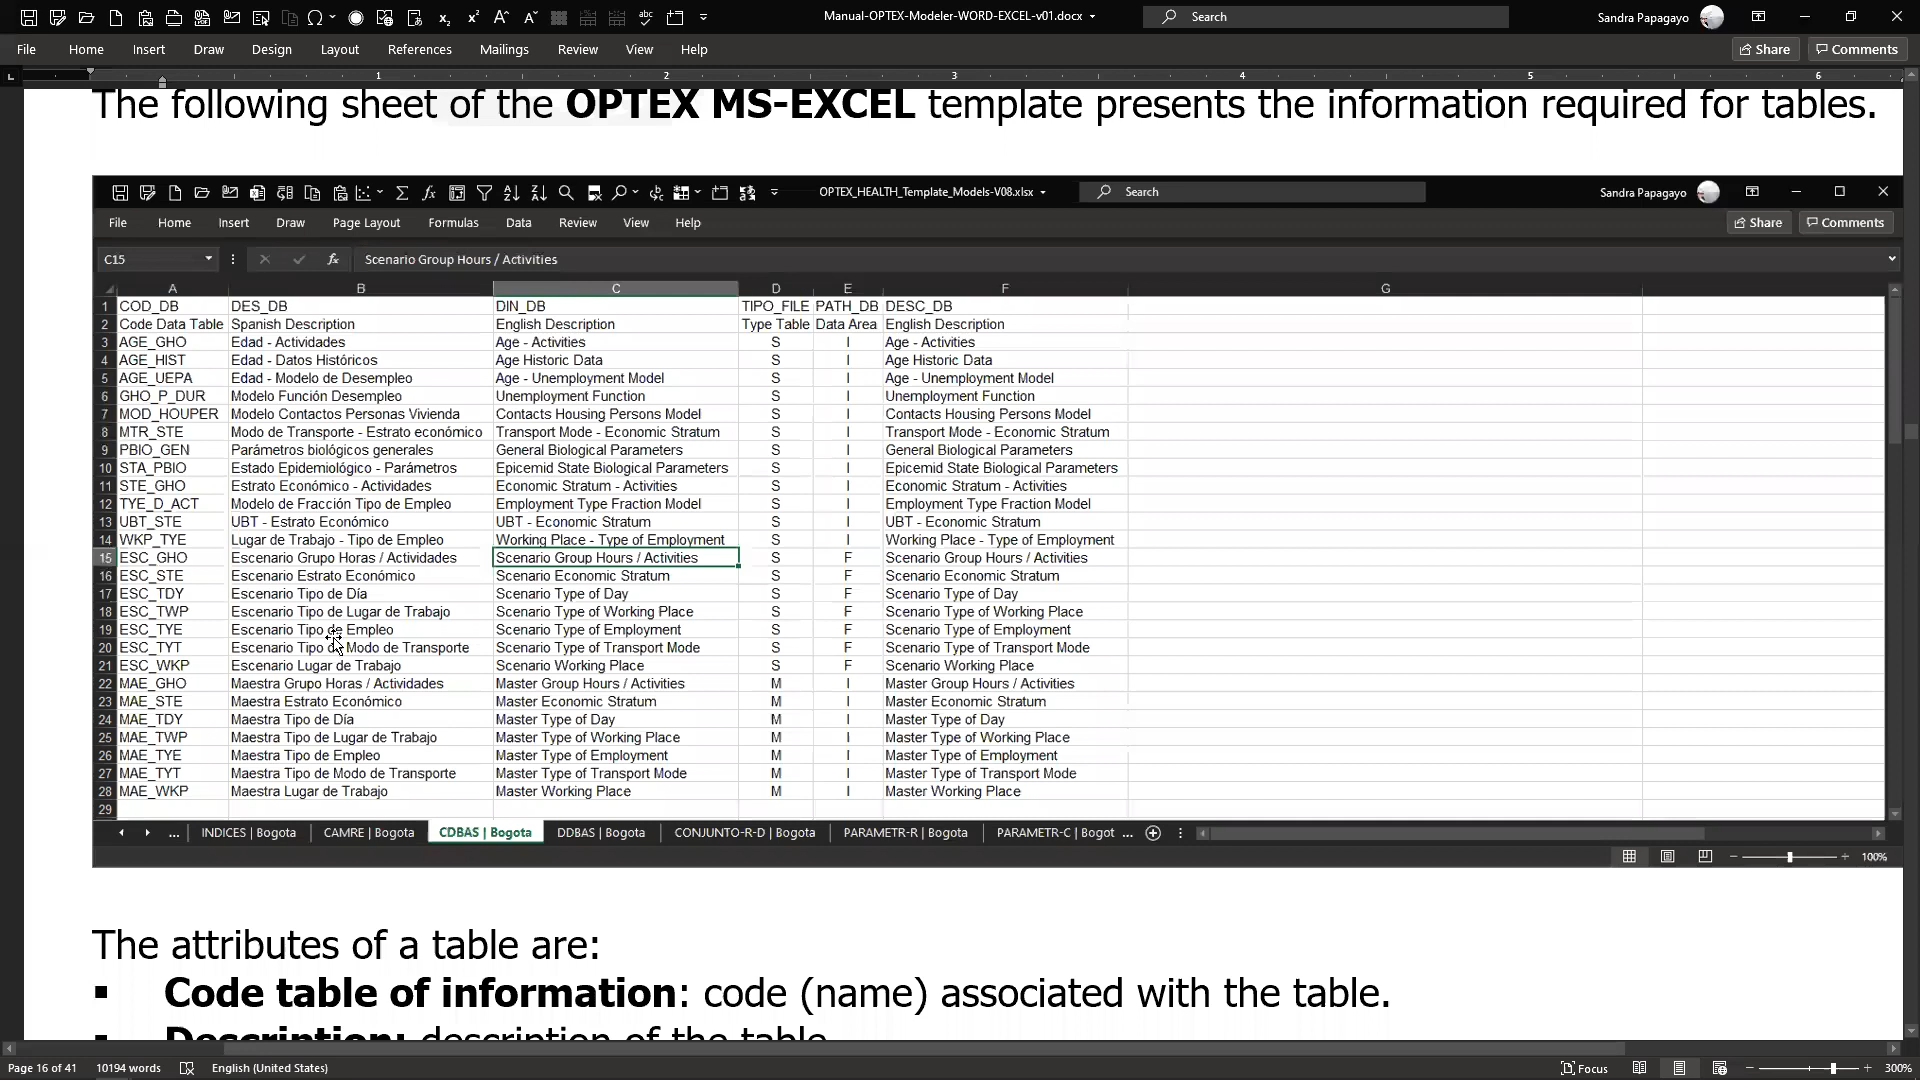 Manual-OPTEX-Modeler-WORD-EXCEL-v01.docx
Search
Sandra Papagayo
File Home Insert Draw Design Layout References Mailings Review View Help
Share Comments
1 2 3 4 5 6
The following sheet of the OPTEX MS-EXCEL template presents the information required for tables.
OPTEX_HEALTH_Template_Models-V08.xlsx
Search
Sandra Papagayo
File Home Insert Draw Page Layout Formulas Data Review View Help
Share Comments
C15 fx Scenario Group Hours / Activities
A B C D E F G
1 COD_DB DES_DB DIN_DB TIPO_FILE PATH_DB DESC_DB
2 Code Data Table Spanish Description English Description Type Table Data Area English Description
3 AGE_GHO Edad - Actividades Age - Activities S I Age - Activities
4 AGE_HIST Edad - Datos Históricos Age Historic Data S I Age Historic Data
5 AGE_UEPA Edad - Modelo de Desempleo Age - Unemployment Model S I Age - Unemployment Model
6 GHO_P_DUR Modelo Función Desempleo Unemployment Function S I Unemployment Function
7 MOD_HOUPER Modelo Contactos Personas Vivienda Contacts Housing Persons Model S I Contacts Housing Persons Model
8 MTR_STE Modo de Transporte - Estrato económico Transport Mode - Economic Stratum S I Transport Mode - Economic Stratum
9 PBIO_GEN Parámetros biológicos generales General Biological Parameters S I General Biological Parameters
10 STA_PBIO Estado Epidemiológico - Parámetros Epicemid State Biological Parameters S I Epicemid State Biological Parameters
11 STE_GHO Estrato Económico - Actividades Economic Stratum - Activities S I Economic Stratum - Activities
12 TYE_D_ACT Modelo de Fracción Tipo de Empleo Employment Type Fraction Model S I Employment Type Fraction Model
13 UBT_STE UBT - Estrato Económico UBT - Economic Stratum S I UBT - Economic Stratum
14 WKP_TYE Lugar de Trabajo - Tipo de Empleo Working Place - Type of Employment S I Working Place - Type of Employment
15 ESC_GHO Escenario Grupo Horas / Actividades Scenario Group Hours / Activities S F Scenario Group Hours / Activities
16 ESC_STE Escenario Estrato Económico Scenario Economic Stratum S F Scenario Economic Stratum
17 ESC_TDY Escenario Tipo de Día Scenario Type of Day S F Scenario Type of Day
18 ESC_TWP Escenario Tipo de Lugar de Trabajo Scenario Type of Working Place S F Scenario Type of Working Place
19 ESC_TYE Escenario Tipo de Empleo Scenario Type of Employment S F Scenario Type of Employment
20 ESC_TYT Escenario Tipo de Modo de Transporte Scenario Type of Transport Mode S F Scenario Type of Transport Mode
21 ESC_WKP Escenario Lugar de Trabajo Scenario Working Place S F Scenario Working Place
22 MAE_GHO Maestra Grupo Horas / Actividades Master Group Hours / Activities M I Master Group Hours / Activities
23 MAE_STE Maestra Estrato Económico Master Economic Stratum M I Master Economic Stratum
24 MAE_TDY Maestra Tipo de Día Master Type of Day M I Master Type of Day
25 MAE_TWP Maestra Tipo de Lugar de Trabajo Master Type of Working Place M I Master Type of Working Place
26 MAE_TYE Maestra Tipo de Empleo Master Type of Employment M I Master Type of Employment
27 MAE_TYT Maestra Tipo de Modo de Transporte Master Type of Transport Mode M I Master Type of Transport Mode
28 MAE_WKP Maestra Lugar de Trabajo Master Working Place M I Master Working Place
29
... INDICES | Bogota CAMRE | Bogota CDBAS | Bogota DDBAS | Bogota CONJUNTO-R-D | Bogota PARAMETR-R | Bogota PARAMETR-C | Bogot ...
100%
The attributes of a table are:
▪ Code table of information: code (name) associated with the table.
▪ Description: description of the table
Page 16 of 41 10194 words English (United States) Focus 300%